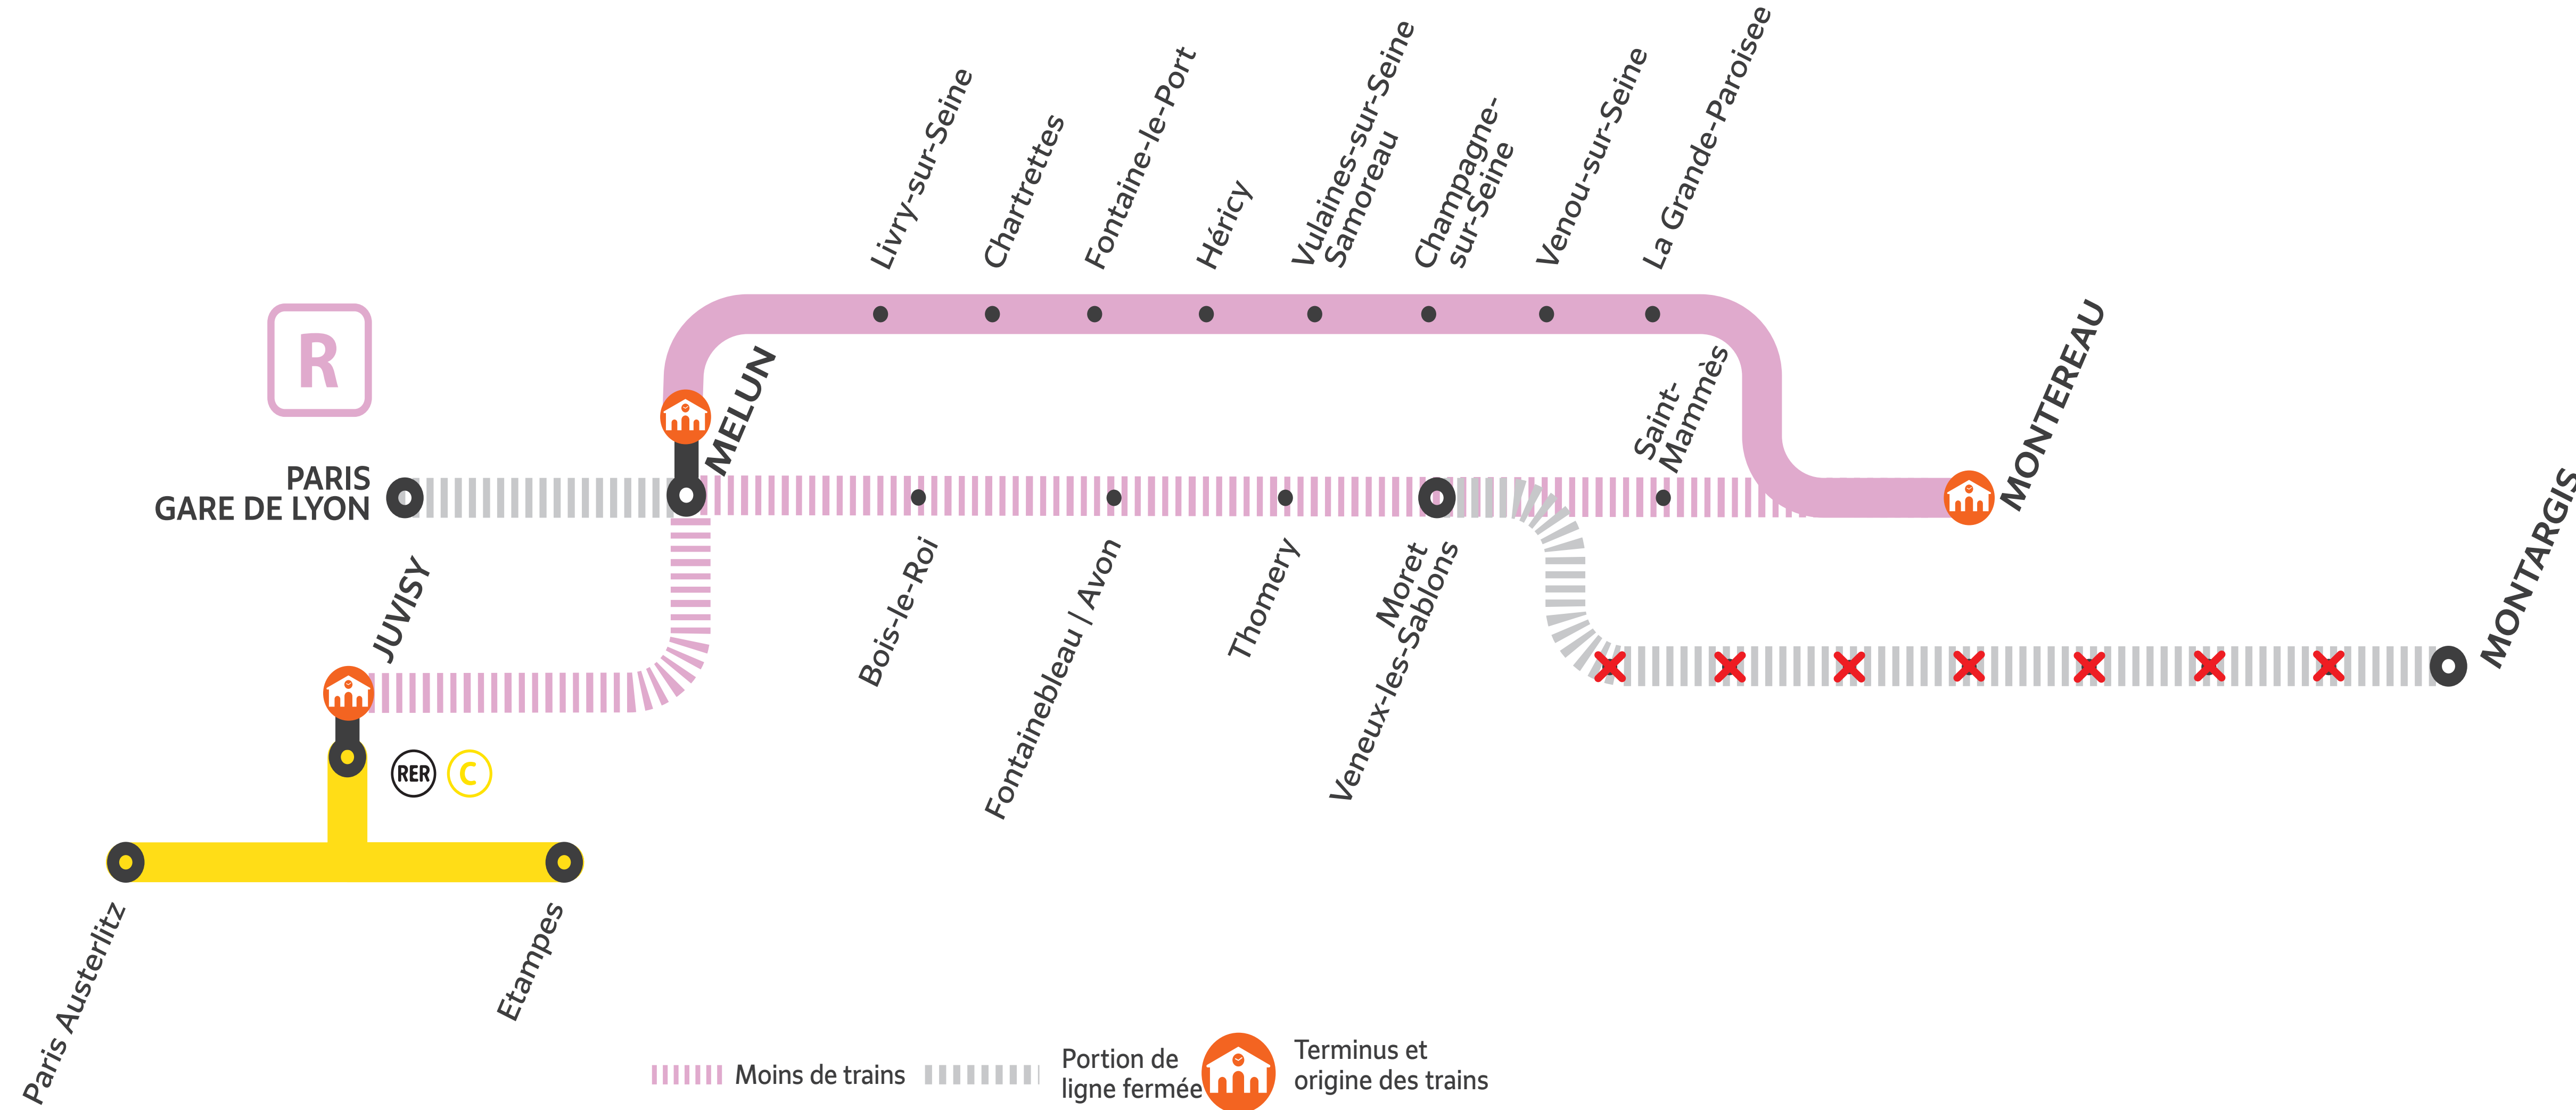 Livry-sur-Seine
Chartrettes
Fontaine-le-Port
Héricy
Vulaines-sur-Seine
Samoreau
Champagne-
sur-Seine
Venou-sur-Seine
La Grande-Paroisee
R
MELUN
Saint-
Mammès
MONTEREAU
PARIS
GARE DE LYON
MONTARGIS
JUVISY
Bois-le-Roi
Fontainebleau | Avon
Thomery
Moret
Veneux-les-Sablons
RER
C
Paris Austerlitz
Etampes
Moins de trains
Portion de
ligne fermée
Terminus et
origine des trains